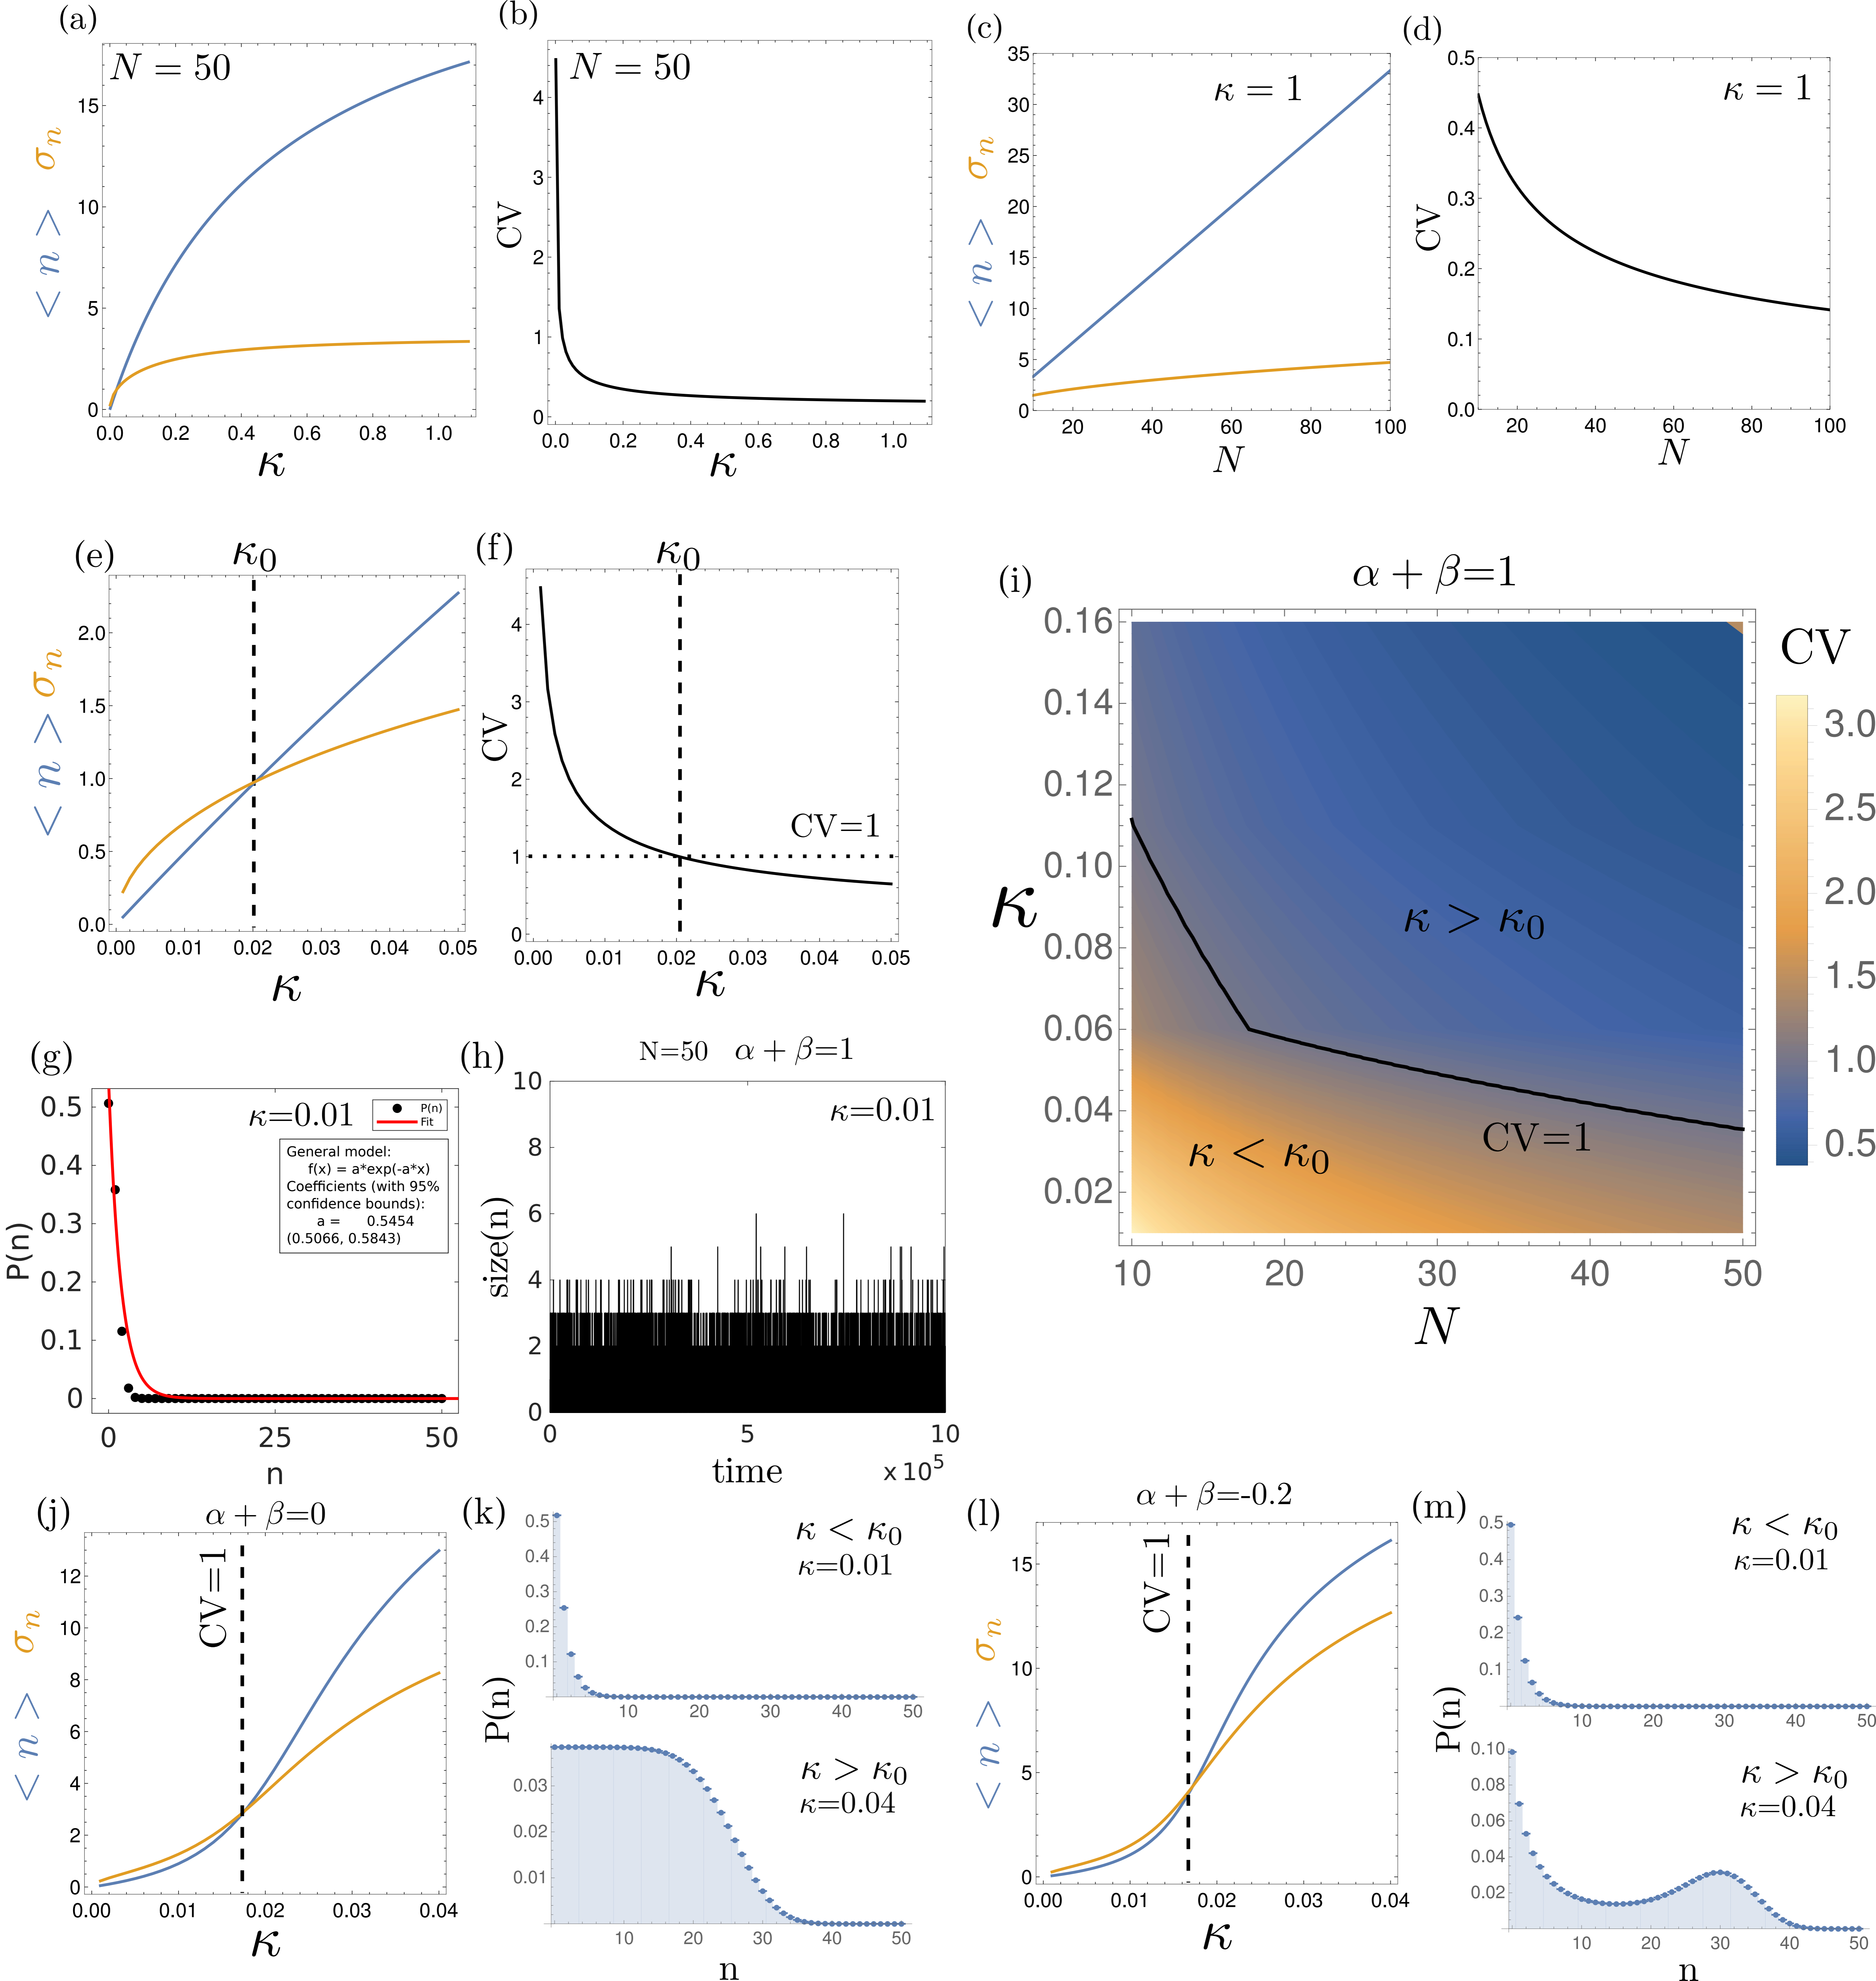 (a)
N = 50
< n > σn
15
10
5
0
0.0 0.2 0.4 0.6 0.8 1.0
κ
(b)
N = 50
CV
4
3
2
1
0
0.0 0.2 0.4 0.6 0.8 1.0
κ
(c)
κ = 1
< n > σn
35
30
25
20
15
10
5
0
20 40 60 80 100
N
(d)
κ = 1
CV
0.5
0.4
0.3
0.2
0.1
0.0
20 40 60 80 100
N
(e)
κ0
< n > σn
2.0
1.5
1.0
0.5
0.0
0.00 0.01 0.02 0.03 0.04 0.05
κ
(f)
κ0
CV
4
3
2
1
0
CV=1
0.00 0.01 0.02 0.03 0.04 0.05
κ
(g)
κ=0.01
P(n)
Fit
General model:
f(x) = a*exp(-a*x)
Coefficients (with 95%
confidence bounds):
a = 0.5454
(0.5066, 0.5843)
P(n)
0.5
0.4
0.3
0.2
0.1
0
0 25 50
n
(h)
N=50 α + β=1
κ=0.01
size(n)
10
8
6
4
2
0
0 5 10
time
x 10^5
(i)
α + β=1
κ
0.16
0.14
0.12
0.10
0.08
0.06
0.04
0.02
κ > κ0
κ < κ0
CV=1
10 20 30 40 50
N
CV
3.0
2.5
2.0
1.5
1.0
0.5
(j)
α + β=0
CV=1
< n > σn
12
10
8
6
4
2
0
0.00 0.01 0.02 0.03 0.04
κ
(k)
κ < κ0
κ=0.01
0.5
0.4
0.3
0.2
0.1
10 20 30 40 50
P(n)
κ > κ0
κ=0.04
0.03
0.02
0.01
10 20 30 40 50
n
(l)
α + β=-0.2
CV=1
< n > σn
15
10
5
0
0.00 0.01 0.02 0.03 0.04
κ
(m)
κ < κ0
κ=0.01
0.5
0.4
0.3
0.2
0.1
10 20 30 40 50
P(n)
κ > κ0
κ=0.04
0.10
0.08
0.06
0.04
0.02
10 20 30 40 50
n